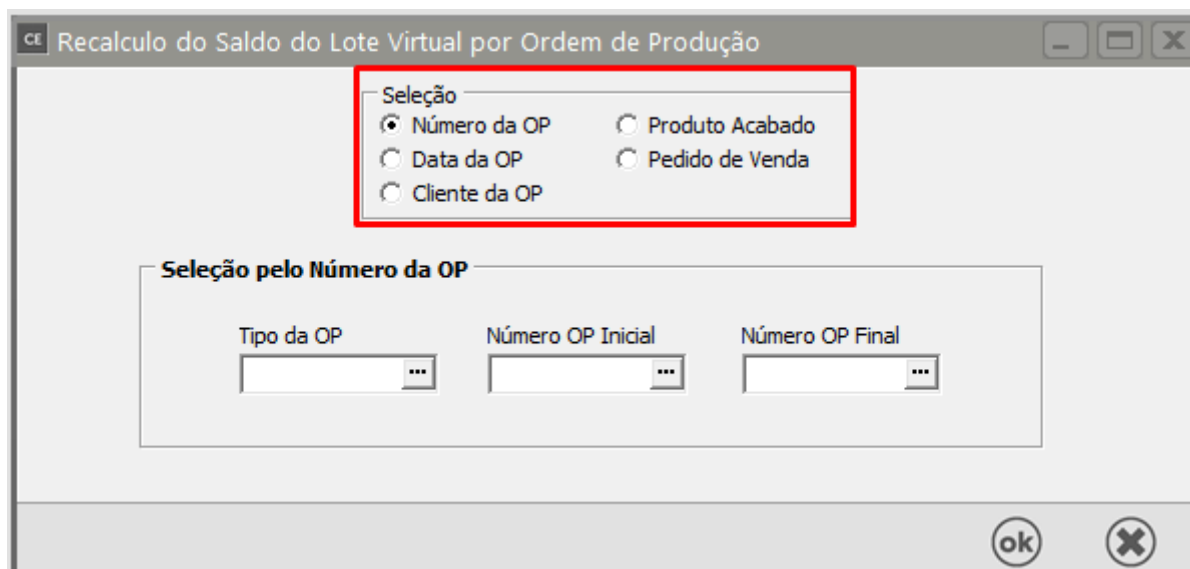 CE Recalculo do Saldo do Lote Virtual por Ordem de Produção
Seleção
Número da OP Produto Acabado
Data da OP Pedido de Venda
Cliente da OP
Seleção pelo Número da OP
Tipo da OP Número OP Inicial Número OP Final
... ... ...
ok